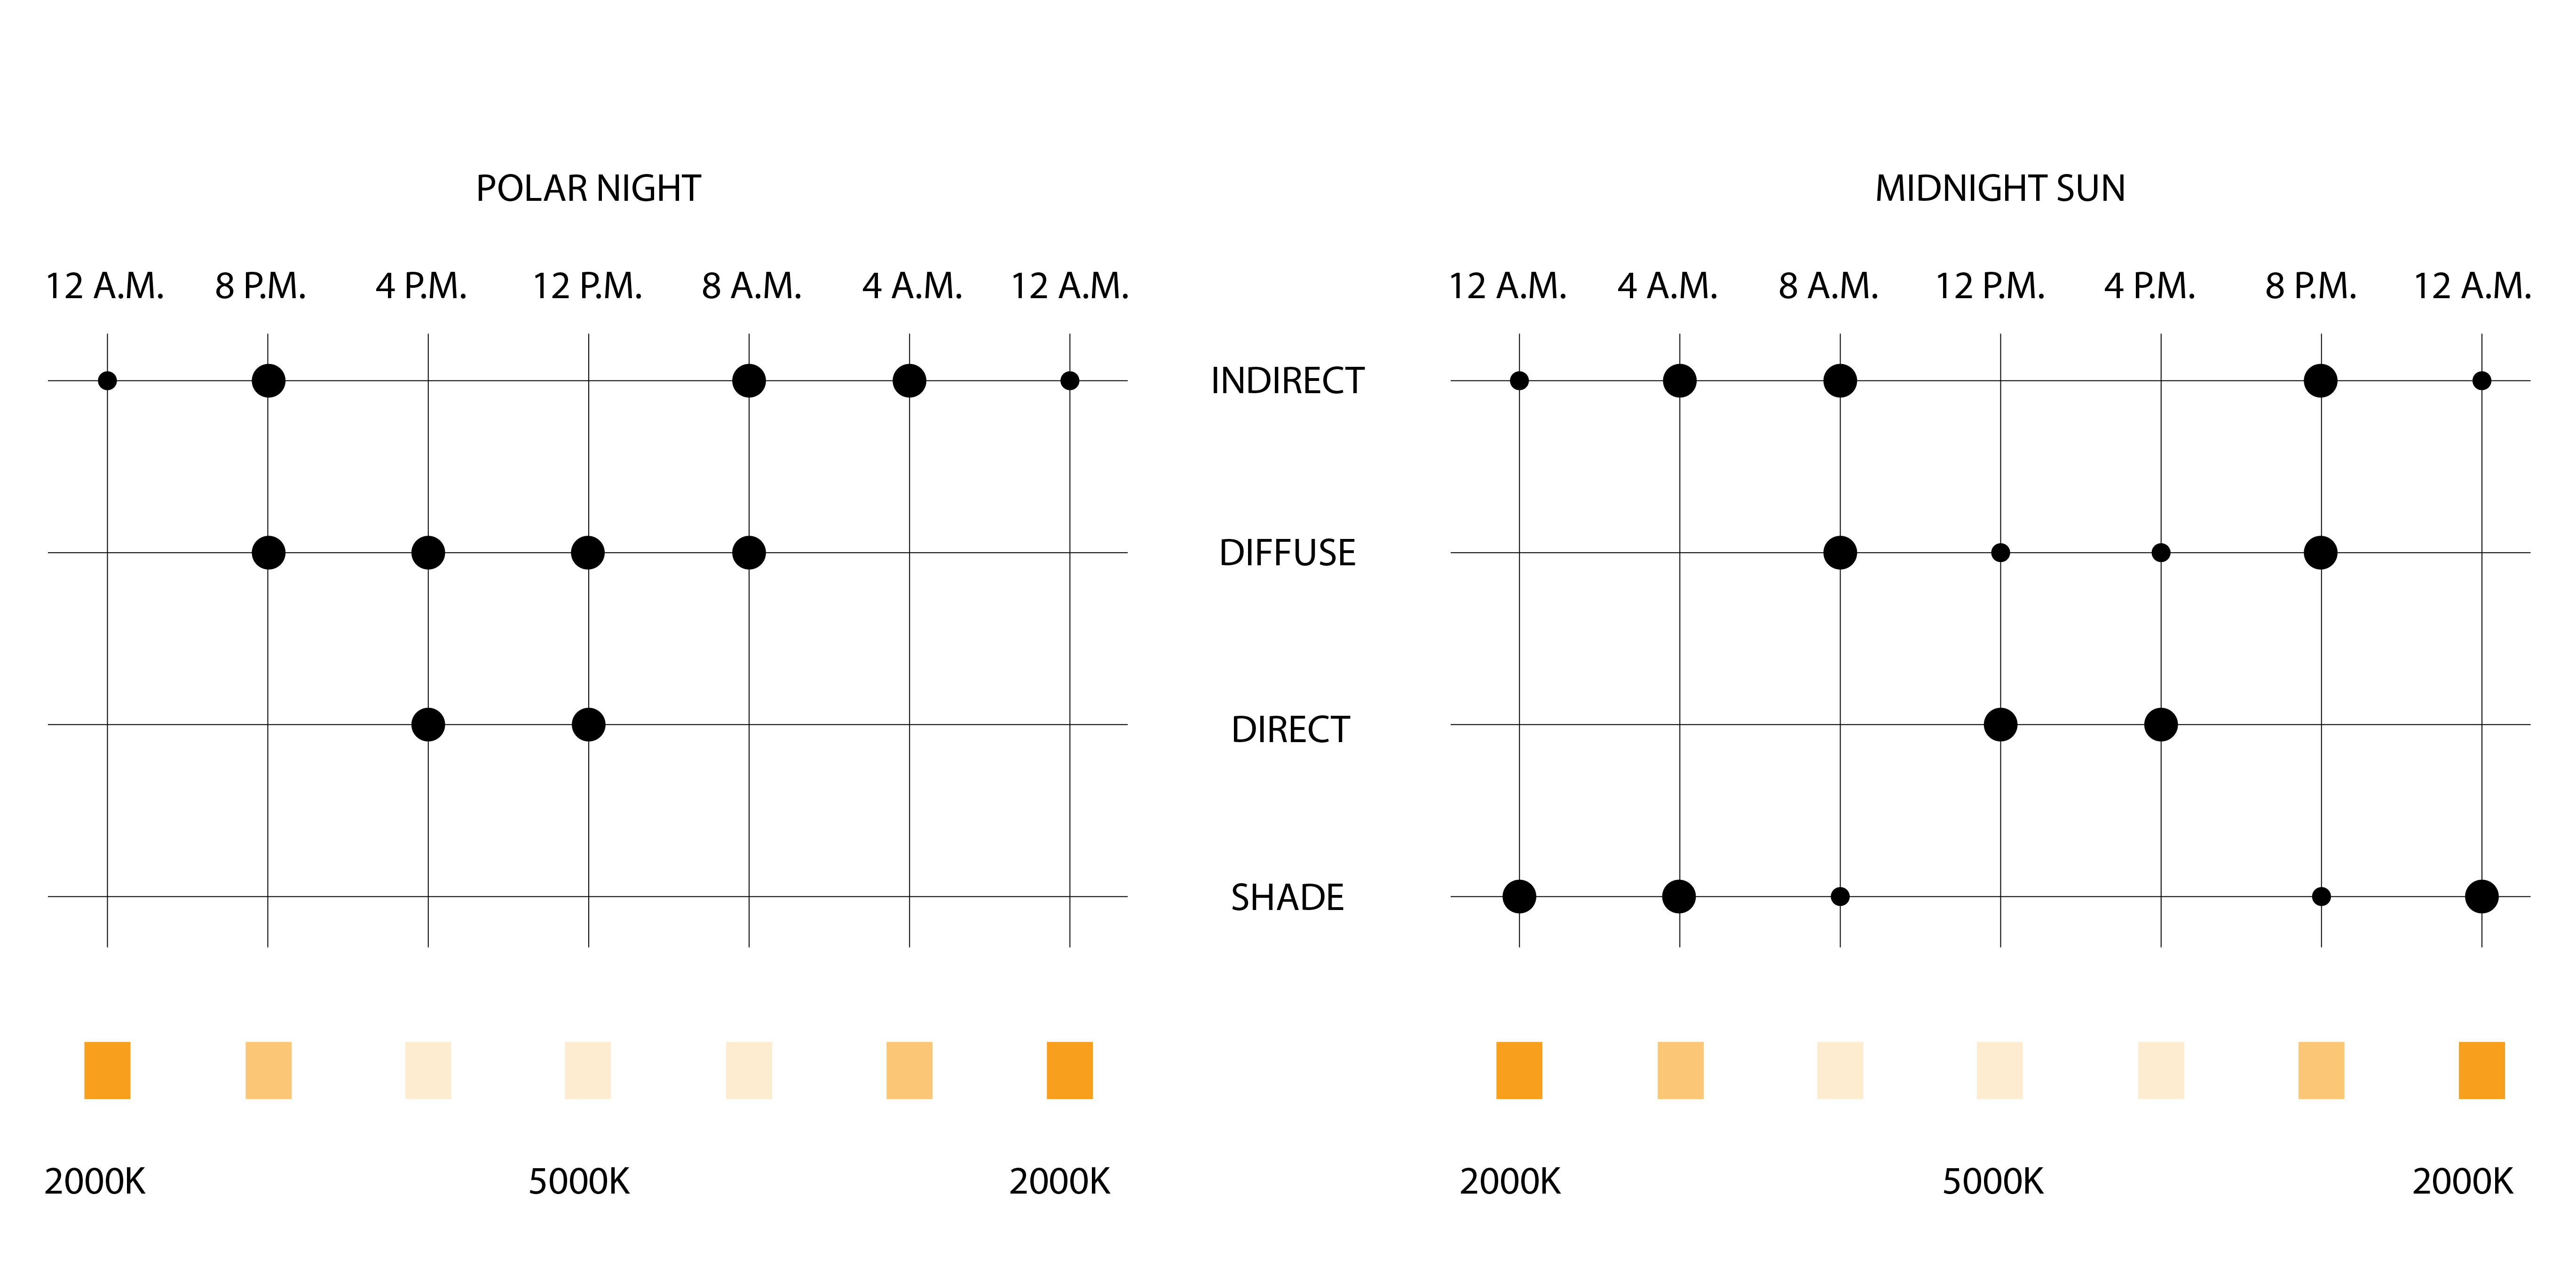 POLAR NIGHT
MIDNIGHT SUN
12 A.M. 8 P.M. 4 P.M. 12 P.M. 8 A.M. 4 A.M. 12 A.M.
12 A.M. 4 A.M. 8 A.M. 12 P.M. 4 P.M. 8 P.M. 12 A.M.
INDIRECT
DIFFUSE
DIRECT
SHADE
2000K 5000K 2000K
2000K 5000K 2000K